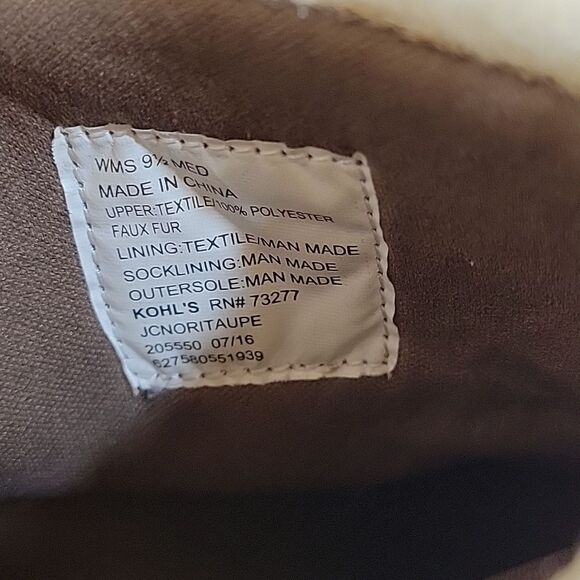 WMS 9½ MED
MADE IN CHINA
UPPER:TEXTILE/100% POLYESTER
FAUX FUR
LINING:TEXTILE/MAN MADE
SOCKLINING:MAN MADE
OUTERSOLE:MAN MADE
KOHL'S RN# 73277
JCNORITAUPE
205550 07/16
627580551939